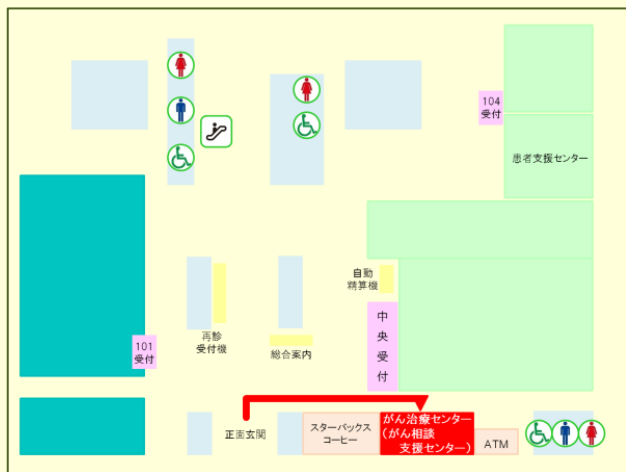 104
受付
患者支援センター
自動
精算機
中
央
受
付
再診
受付機
総合案内
101
受付
正面玄関
スターバックス
コーヒー
がん治療センター
(がん相談
支援センター)
ATM